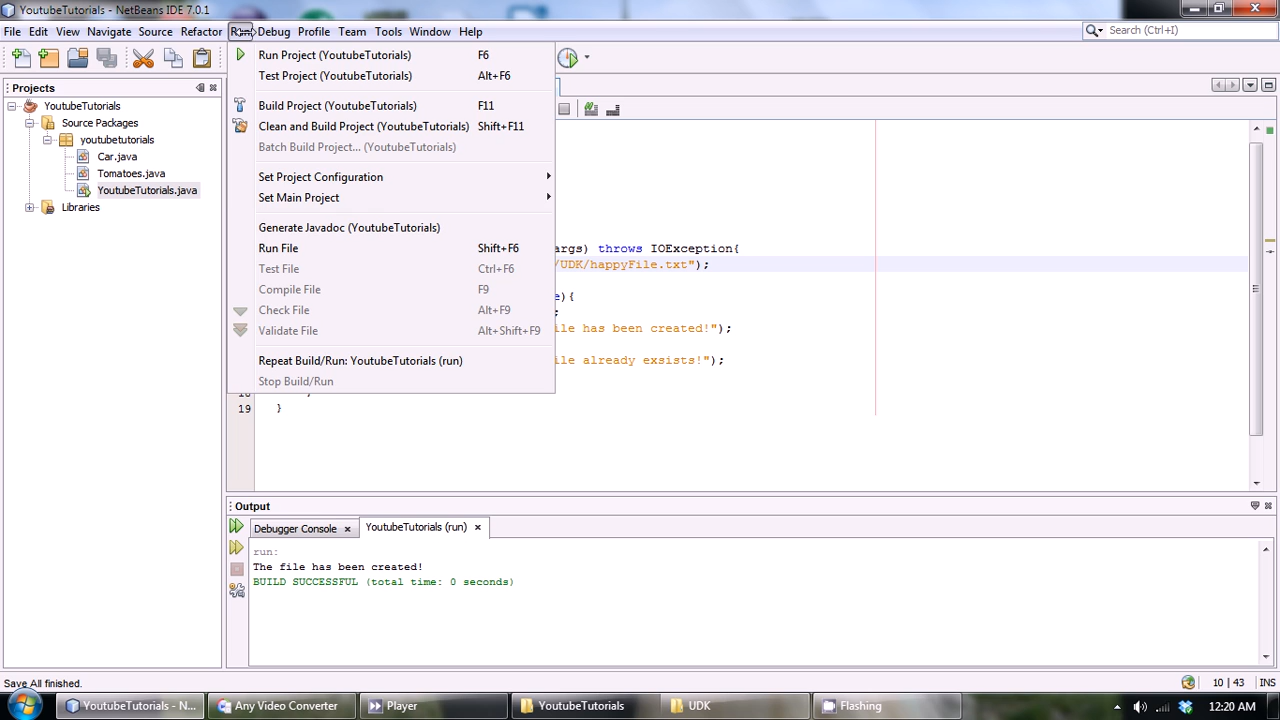 YoutubeTutorials - NetBeans IDE 7.0.1
File Edit View Navigate Source Refactor Run Debug Profile Team Tools Window Help
Search (Ctrl+I)
Projects
YoutubeTutorials
Source Packages
youtubetutorials
Car.java
Tomatoes.java
YoutubeTutorials.java
Libraries
Run Project (YoutubeTutorials) F6
Test Project (YoutubeTutorials) Alt+F6
Build Project (YoutubeTutorials) F11
Clean and Build Project (YoutubeTutorials) Shift+F11
Batch Build Project... (YoutubeTutorials)
Set Project Configuration
Set Main Project
Generate Javadoc (YoutubeTutorials)
Run File Shift+F6
Test File Ctrl+F6
Compile File F9
Check File Alt+F9
Validate File Alt+Shift+F9
Repeat Build/Run: YoutubeTutorials (run)
Stop Build/Run
args) throws IOException{
/UDK/happyFile.txt");
e){
;
ile has been created!");
ile already exsists!");
19 }
Output
Debugger Console × YoutubeTutorials (run) ×
run:
The file has been created!
BUILD SUCCESSFUL (total time: 0 seconds)
Save All finished.
10 | 43 INS
YoutubeTutorials - N... Any Video Converter Player YoutubeTutorials UDK Flashing 12:20 AM